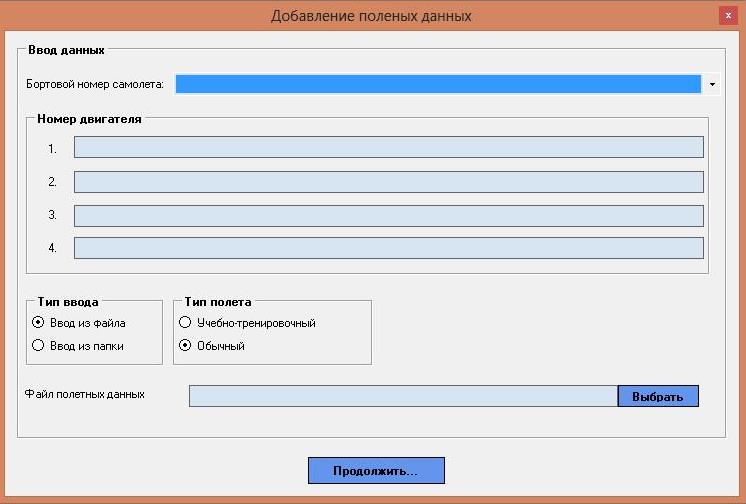 Добавление поленых данных
x
Ввод данных
Бортовой номер самолета:
Номер двигателя
1.
2.
3.
4.
Тип ввода
Ввод из файла
Ввод из папки
Тип полета
Учебно-тренировочный
Обычный
Файл полетных данных
Выбрать
Продолжить...